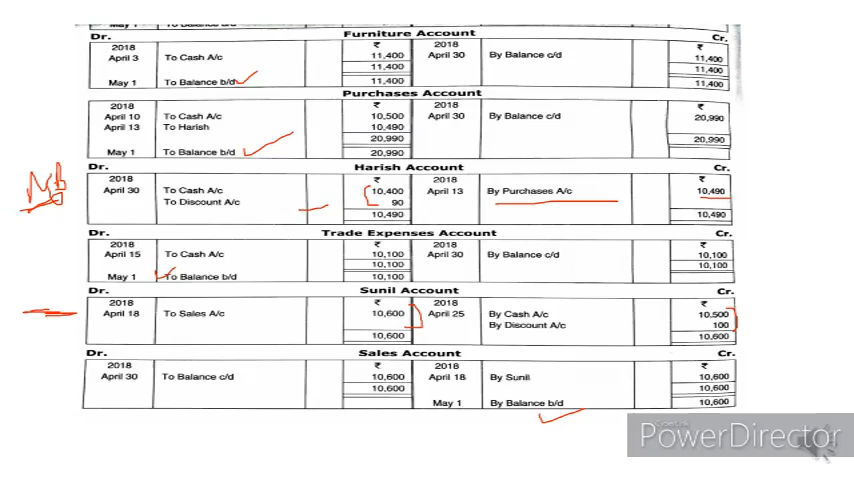 Furniture Account
Dr. Cr.
2018 ₹ 2018 ₹
April 3 To Cash A/c 11,400 April 30 By Balance c/d 11,400
11,400 11,400
May 1 To Balance b/d 11,400 11,400
Purchases Account
2018 ₹ 2018 ₹
April 10 To Cash A/c 10,500 April 30 By Balance c/d 20,990
April 13 To Harish 10,490
20,990 20,990
May 1 To Balance b/d 20,990
Dr. Harish Account Cr.
2018 ₹ 2018 ₹
April 30 To Cash A/c 10,400 April 13 By Purchases A/c 10,490
To Discount A/c 90
10,490 10,490
Dr. Trade Expenses Account Cr.
2018 ₹ 2018 ₹
April 15 To Cash A/c 10,100 April 30 By Balance c/d 10,100
10,100 10,100
May 1 To Balance b/d 10,100
Dr. Sunil Account Cr.
2018 ₹ 2018 ₹
April 18 To Sales A/c 10,600 April 25 By Cash A/c 10,500
By Discount A/c 100
10,600 10,600
Dr. Sales Account Cr.
2018 ₹ 2018 ₹
April 30 To Balance c/d 10,600 April 18 By Sunil 10,600
10,600 10,600
May 1 By Balance b/d 10,600
CyberLink
PowerDirector